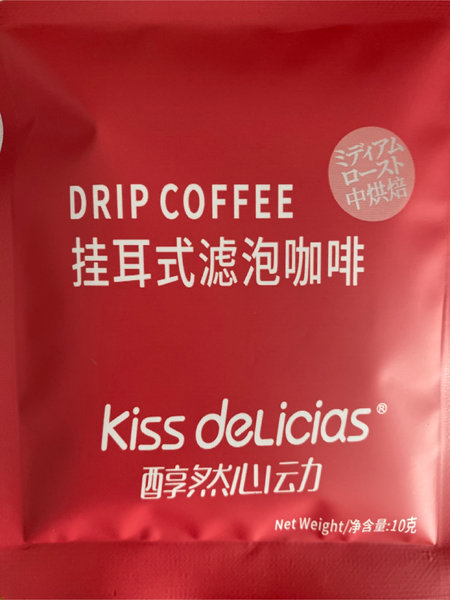 ミディアム
ロースト
中烘焙
DRIP COFFEE
挂耳式滤泡咖啡
Kiss deLicias®
醇然心动
Net Weight/净含量:10克